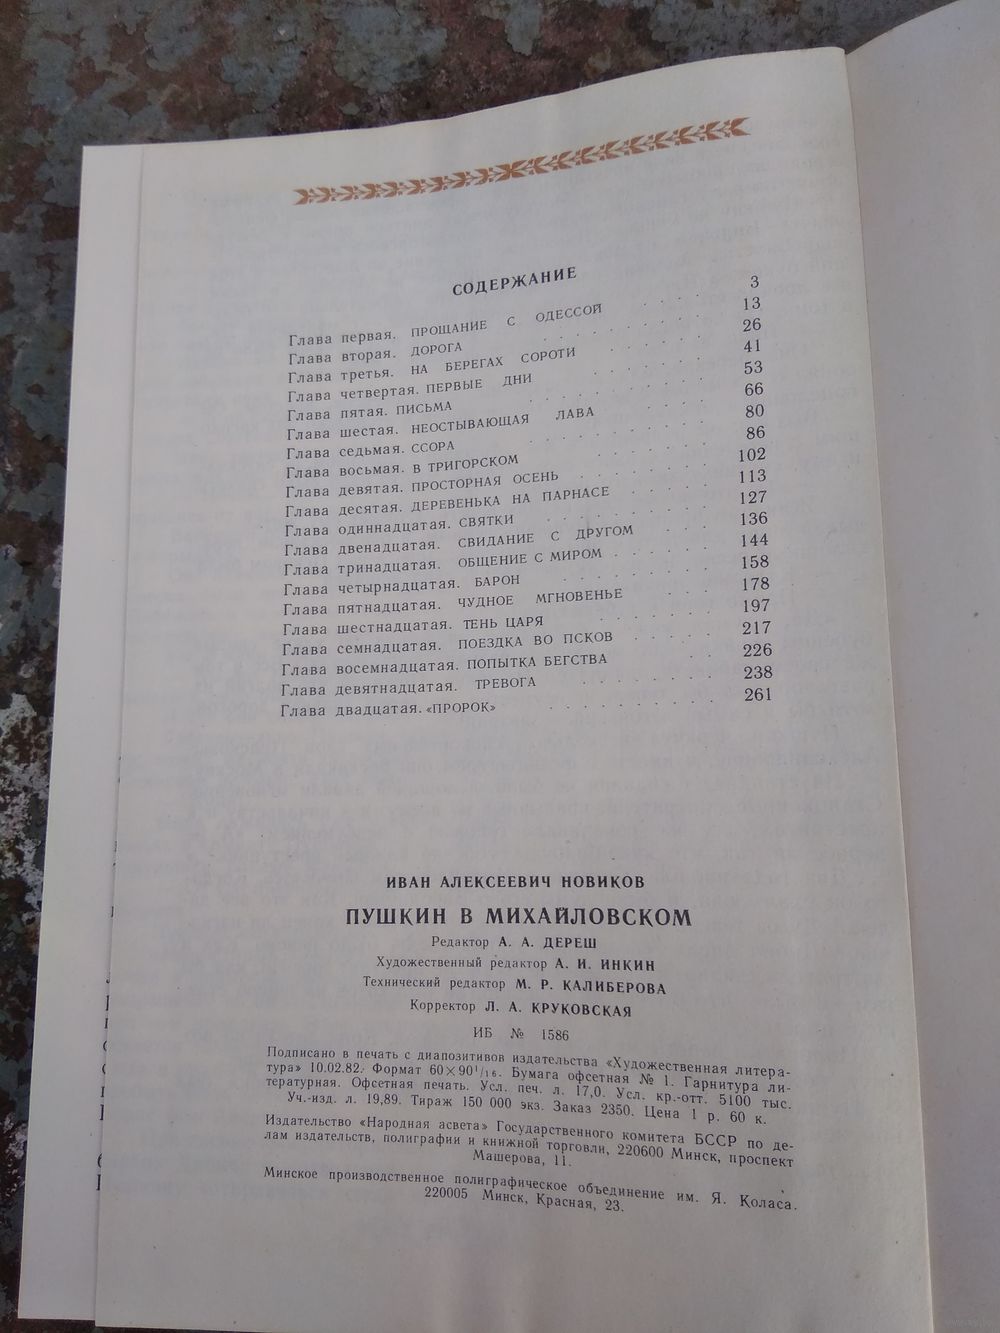 СОДЕРЖАНИЕ
Глава первая. ПРОЩАНИЕ С ОДЕССОЙ . . . . 3
Глава вторая. ДОРОГА . . . . . . . . 13
Глава третья. НА БЕРЕГАХ СОРОТИ . . . . . 26
Глава четвертая. ПЕРВЫЕ ДНИ . . . . . . 41
Глава пятая. ПИСЬМА . . . . . . . . 53
Глава шестая. НЕОСТЫВАЮЩАЯ ЛАВА . . . . 66
Глава седьмая. ССОРА . . . . . . . . 80
Глава восьмая. В ТРИГОРСКОМ . . . . . . 86
Глава девятая. ПРОСТОРНАЯ ОСЕНЬ . . . . . 102
Глава десятая. ДЕРЕВЕНЬКА НА ПАРНАСЕ . . . . 113
Глава одиннадцатая. СВЯТКИ . . . . . . . 127
Глава двенадцатая. СВИДАНИЕ С ДРУГОМ . . . 136
Глава тринадцатая. ОБЩЕНИЕ С МИРОМ . . . . 144
Глава четырнадцатая. БАРОН . . . . . . . 158
Глава пятнадцатая. ЧУДНОЕ МГНОВЕНЬЕ . . . . 178
Глава шестнадцатая. ТЕНЬ ЦАРЯ . . . . . . 197
Глава семнадцатая. ПОЕЗДКА ВО ПСКОВ . . . . 217
Глава восемнадцатая. ПОПЫТКА БЕГСТВА . . 226
Глава девятнадцатая. ТРЕВОГА . . . . . . . 238
Глава двадцатая. «ПРОРОК» . . . . . . . . 261
ИВАН АЛЕКСЕЕВИЧ НОВИКОВ
ПУШКИН В МИХАЙЛОВСКОМ
Редактор А. А. ДЕРЕШ
Художественный редактор А. И. ИНКИН
Технический редактор М. Р. КАЛИБЕРОВА
Корректор Л. А. КРУКОВСКАЯ
ИБ № 1586
Подписано в печать с диапозитивов издательства «Художественная литера-
тура» 10.02.82. Формат 60×90¹/₁₆. Бумага офсетная № 1. Гарнитура ли-
тературная. Офсетная печать. Усл. печ. л. 17,0. Усл. кр.-отт. 5100 тыс.
Уч.-изд. л. 19,89. Тираж 150 000 экз. Заказ 2350. Цена 1 р. 60 к.
Издательство «Народная асвета» Государственного комитета БССР по де-
лам издательств, полиграфии и книжной торговли, 220600 Минск, проспект
Машерова, 11.
Минское производственное полиграфическое объединение им. Я. Коласа.
220005 Минск, Красная, 23.